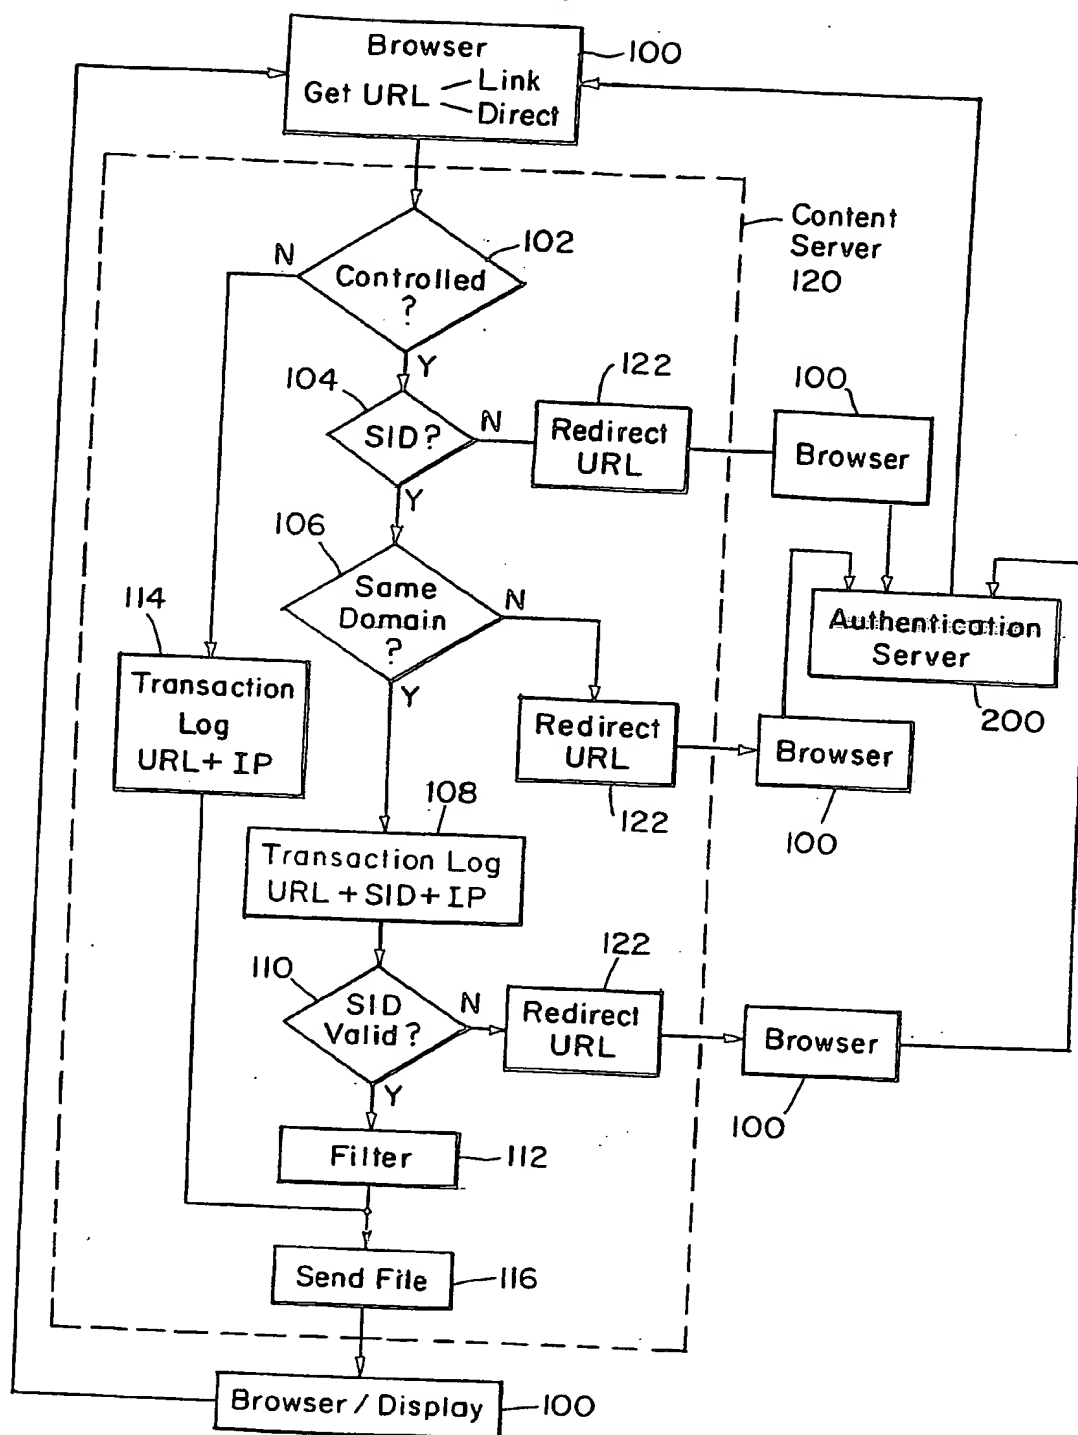 Browser
100
Get URL
Link
Direct
Content
Server
120
N
102
Controlled
?
Y
104
SID?
N
122
Redirect
URL
100
Browser
Y
106
Same
Domain
?
N
114
Transaction
Log
URL+ IP
Authentication
Server
200
Y
Redirect
URL
122
Browser
100
108
Transaction Log
URL+SID+IP
110
SID
Valid?
N
122
Redirect
URL
Browser
100
Y
Filter
112
Send File
116
Browser / Display
100